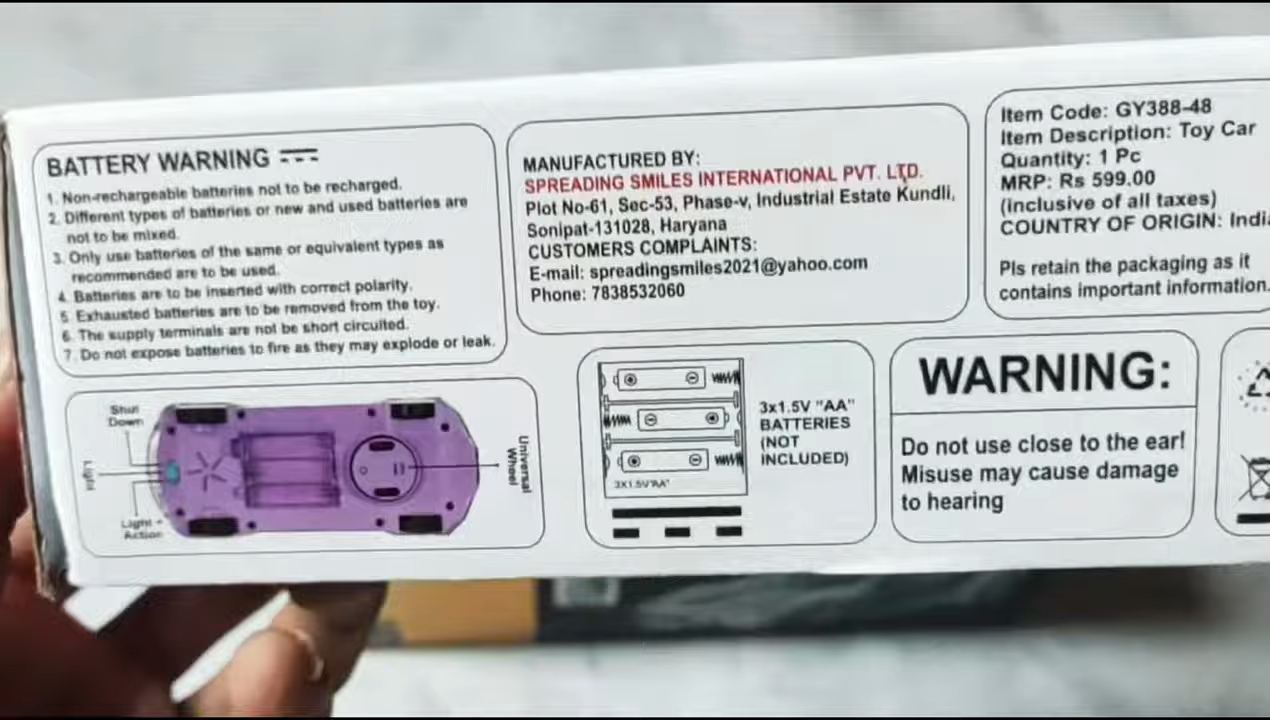 BATTERY WARNING
1. Non-rechargeable batteries not to be recharged.
2. Different types of batteries or new and used batteries are
not to be mixed.
3. Only use batteries of the same or equivalent types as
recommended are to be used.
4. Batteries are to be inserted with correct polarity.
5. Exhausted batteries are to be removed from the toy.
6. The supply terminals are not be short circuited.
7. Do not expose batteries to fire as they may explode or leak.
MANUFACTURED BY:
SPREADING SMILES INTERNATIONAL PVT. LTD.
Plot No-61, Sec-53, Phase-v, Industrial Estate Kundli,
Sonipat-131028, Haryana
CUSTOMERS COMPLAINTS:
E-mail: spreadingsmiles2021@yahoo.com
Phone: 7838532060
Item Code: GY388-48
Item Description: Toy Car
Quantity: 1 Pc
MRP: Rs 599.00
(inclusive of all taxes)
COUNTRY OF ORIGIN: Indi
Pls retain the packaging as it
contains important information.
Shut
Down
Light
Light +
Action
Universal
Wheel
3X1.5V"AA"
3x1.5V "AA"
BATTERIES
(NOT
INCLUDED)
WARNING:
Do not use close to the ear!
Misuse may cause damage
to hearing